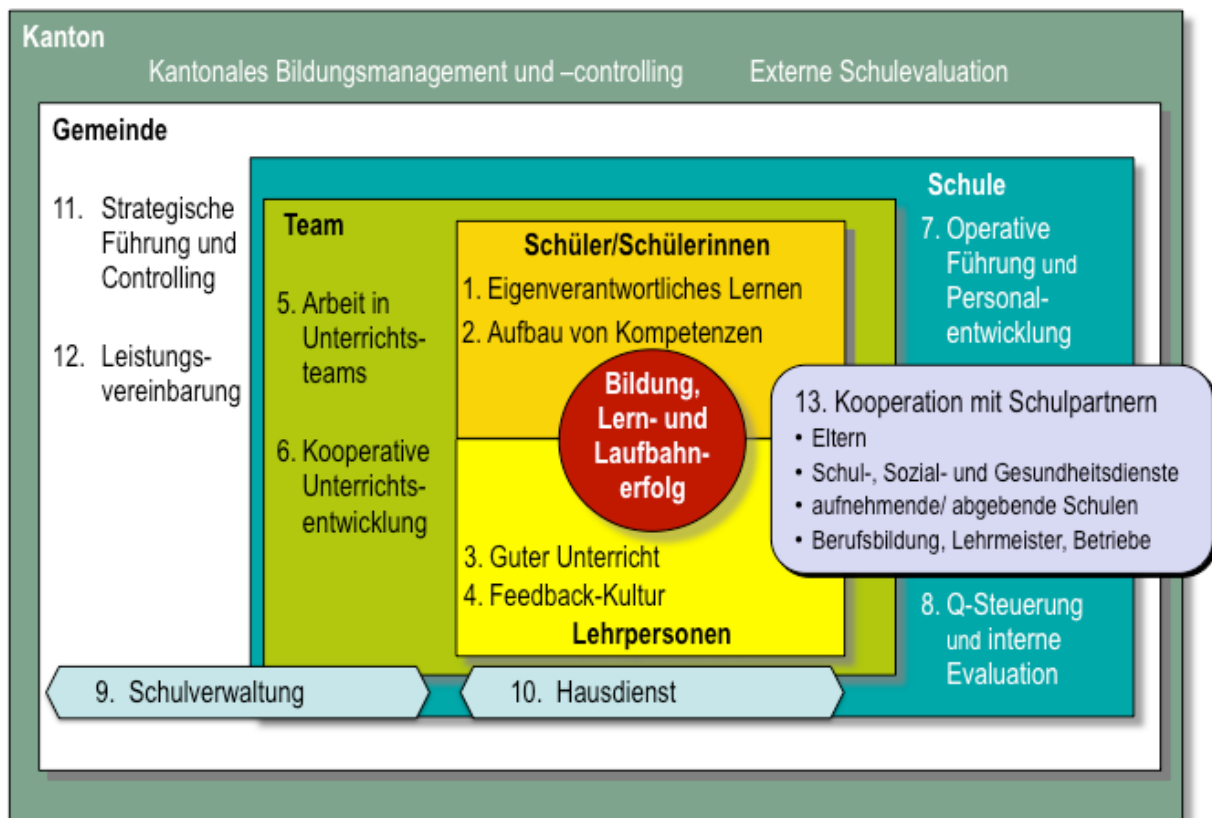 Kanton
Kantonales Bildungsmanagement und –controlling
Externe Schulevaluation
Gemeinde
11. Strategische
Führung und
Controlling
12. Leistungs-
vereinbarung
Team
5. Arbeit in
Unterrichts-
teams
6. Kooperative
Unterrichts-
entwicklung
Schüler/Schülerinnen
1. Eigenverantwortliches Lernen
2. Aufbau von Kompetenzen
Bildung,
Lern- und
Laufbahn-
erfolg
3. Guter Unterricht
4. Feedback-Kultur
Lehrpersonen
Schule
7. Operative
Führung und
Personal-
entwicklung
13. Kooperation mit Schulpartnern
• Eltern
• Schul-, Sozial- und Gesundheitsdienste
• aufnehmende/ abgebende Schulen
• Berufsbildung, Lehrmeister, Betriebe
8. Q-Steuerung
und interne
Evaluation
9. Schulverwaltung
10. Hausdienst